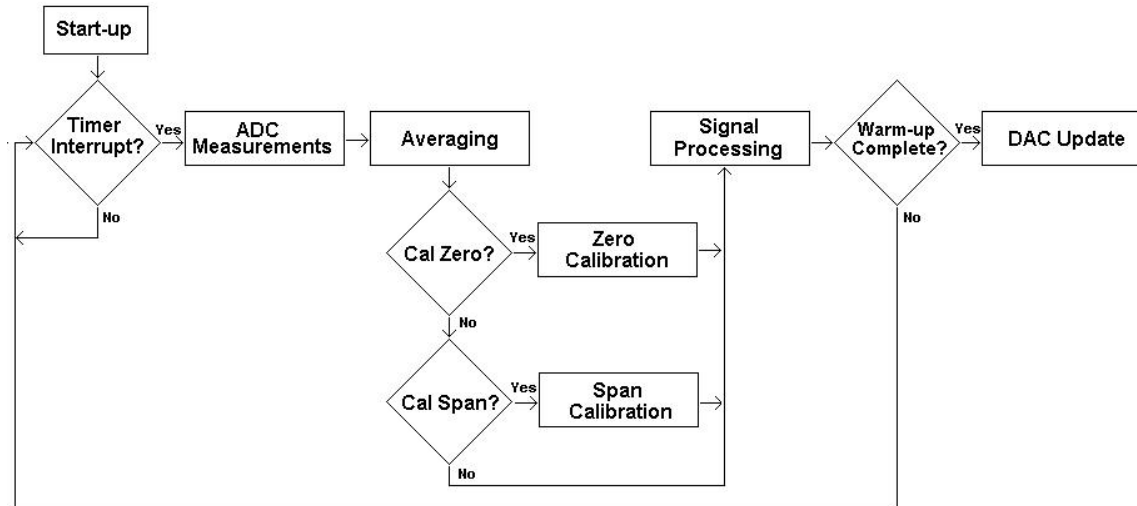 Start-up
Timer
Interrupt?
Yes
No
ADC
Measurements
Averaging
Cal Zero?
Yes
No
Zero
Calibration
Cal Span?
Yes
No
Span
Calibration
Signal
Processing
Warm-up
Complete?
Yes
No
DAC Update